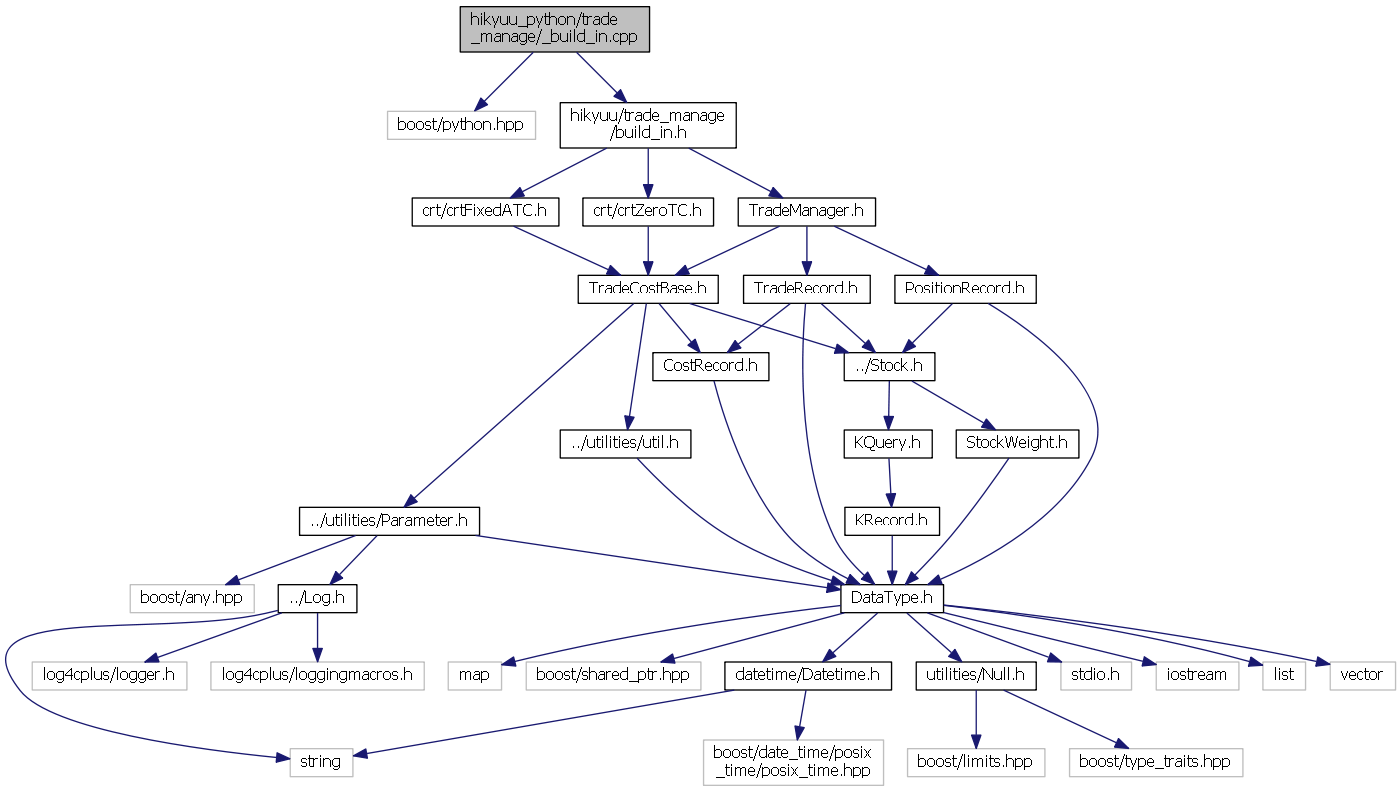 hikyuu_python/trade
_manage/_build_in.cpp
boost/python.hpp
hikyuu/trade_manage
/build_in.h
crt/crtFixedATC.h
crt/crtZeroTC.h
TradeManager.h
TradeCostBase.h
TradeRecord.h
PositionRecord.h
CostRecord.h
../Stock.h
../utilities/util.h
KQuery.h
StockWeight.h
../utilities/Parameter.h
KRecord.h
boost/any.hpp
../Log.h
DataType.h
log4cplus/logger.h
log4cplus/loggingmacros.h
map
boost/shared_ptr.hpp
datetime/Datetime.h
utilities/Null.h
stdio.h
iostream
list
vector
string
boost/date_time/posix
_time/posix_time.hpp
boost/limits.hpp
boost/type_traits.hpp